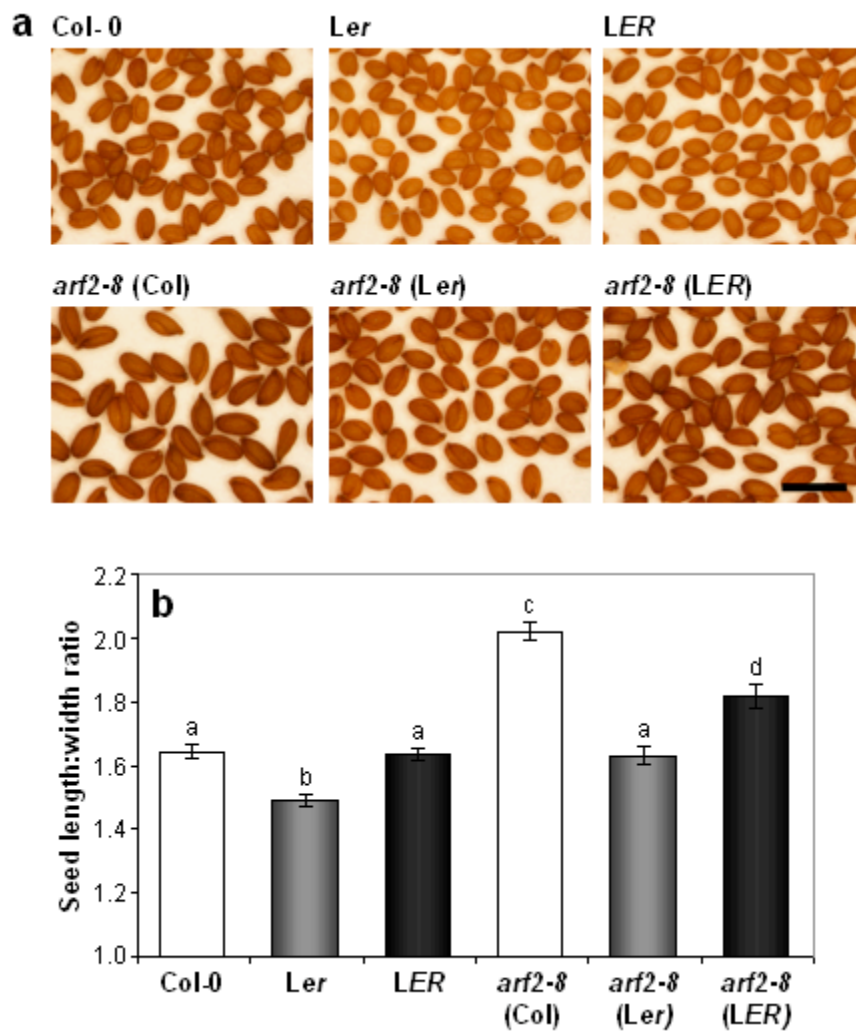 a
Col- 0 Ler LER
arf2-8 (Col) arf2-8 (Ler) arf2-8 (LER)
b
Seed length:width ratio
2.2
2.0
1.8
1.6
1.4
1.2
1.0
a b a c a d
Col-0 Ler LER arf2-8 arf2-8 arf2-8
(Col) (Ler) (LER)